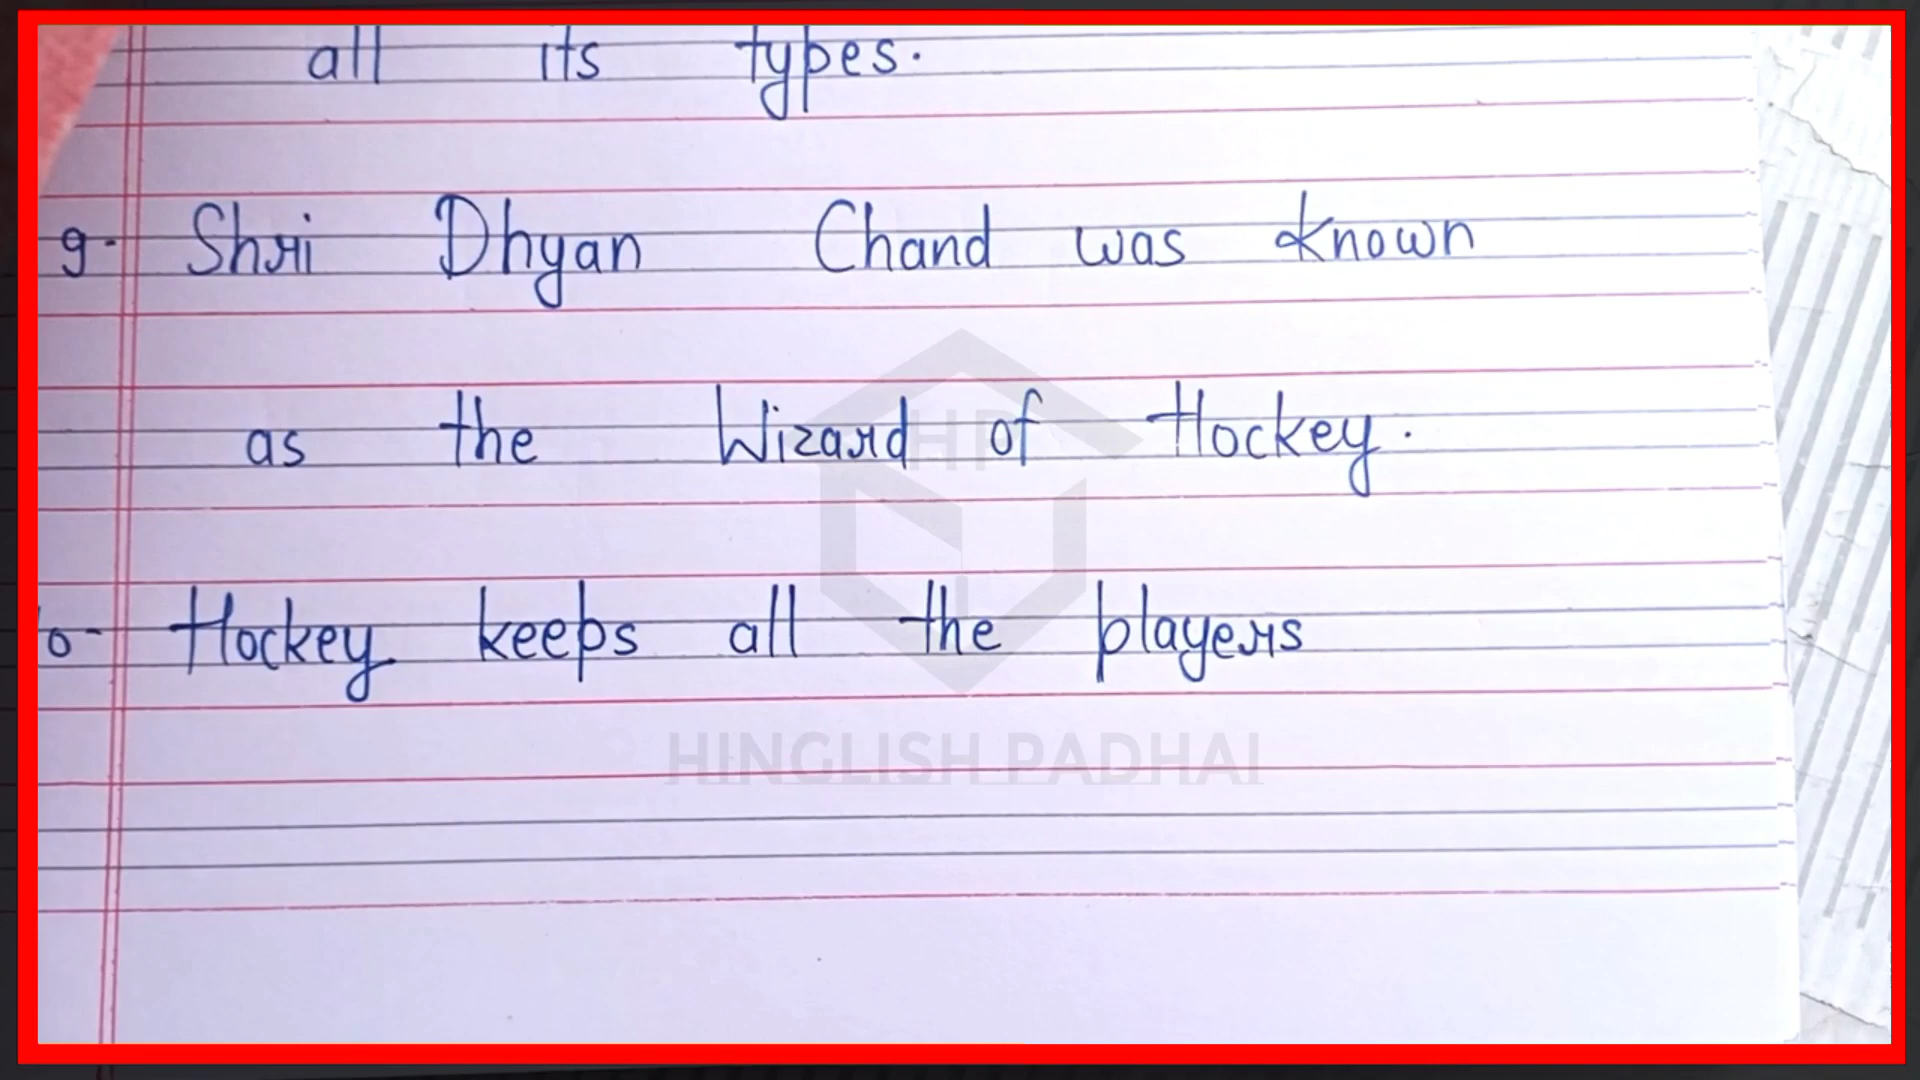 all its types.
9- Shri Dhyan Chand was known
as the Wizard of Hockey.
10- Hockey keeps all the players
HP
HINGLISH PADHAI